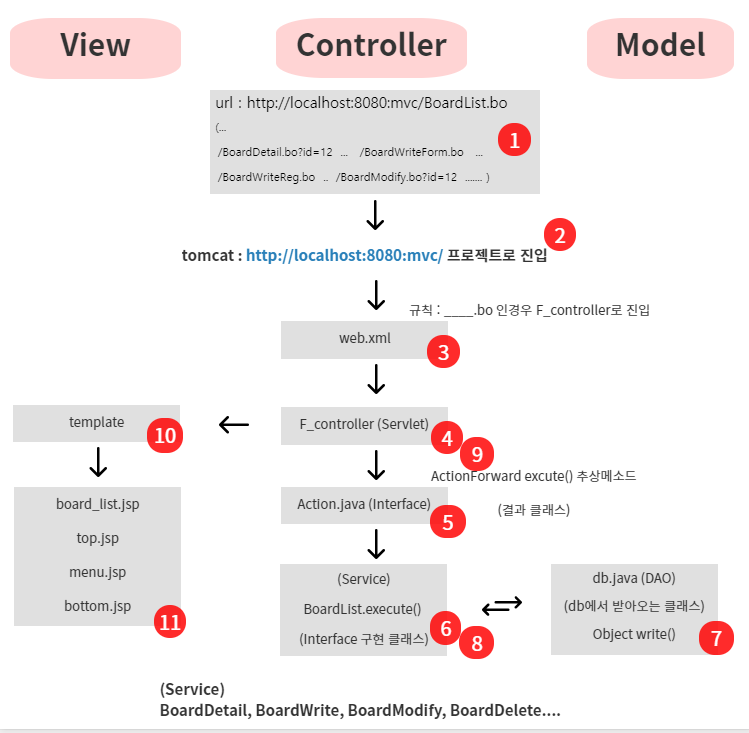 View
Controller
Model
url : http://localhost:8080:mvc/BoardList.bo
(...
/BoardDetail.bo?id=12 ... /BoardWriteForm.bo ...
/BoardWriteReg.bo .. /BoardModify.bo?id=12 ....... )
1
2
tomcat : http://localhost:8080:mvc/ 프로젝트로 진입
규칙 : ____.bo 인경우 F_controller로 진입
web.xml
3
template
10
F_controller (Servlet)
4
9
ActionForward excute() 추상메소드
(결과 클래스)
Action.java (Interface)
5
board_list.jsp
top.jsp
menu.jsp
bottom.jsp
11
(Service)
BoardList.execute()
(Interface 구현 클래스)
6
8
db.java (DAO)
(db에서 받아오는 클래스)
Object write()
7
(Service)
BoardDetail, BoardWrite, BoardModify, BoardDelete....